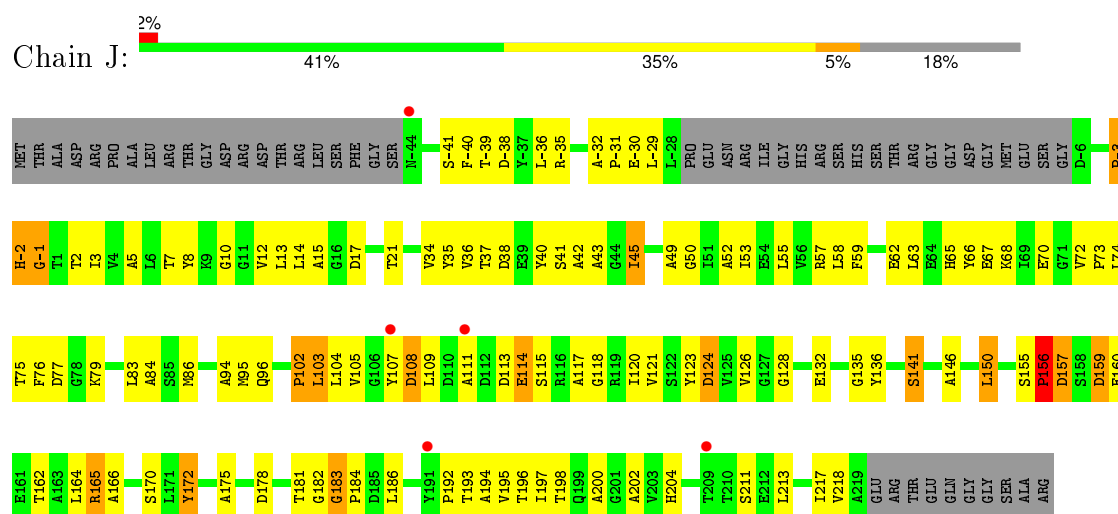 2%
Chain J:
41% 35% 5% 18%
MET THR ALA ASP ARG PRO ALA LEU ARG THR GLY ASP ARG ASP THR ARG LEU SER PHE GLY SER N-44 S-41 F-40 T-39 D-38 Y-37 L-36 R-35 A-32 P-31 E-30 L-29 L-28 PRO GLU ASN ARG ILE GLY HIS ARG SER HIS SER THR ARG GLY GLY ASP GLY MET GLU SER GLY D-6
H-2 G-1 T1 T2 I3 V4 A5 L6 T7 Y8 K9 G10 G11 V12 L13 L14 A15 G16 D17 T21 V34 Y35 V36 T37 D38 E39 Y40 S41 A42 A43 G44 I45 A49 G50 I51 A52 I53 E54 L55 V56 R57 L58 F59 E62 L63 E64 H65 Y66 E67 K68 I69 E70 G71 V72 P73
T75 F76 D77 G78 K79 L83 A84 S85 M86 A94 M95 Q96 P102 L103 L104 V105 G106 Y107 D108 L109 D110 A111 D112 D113 E114 S115 R116 A117 G118 R119 I120 V121 S122 Y123 D124 V125 V126 G127 G128 E132 G135 Y136 S141 A146 L150 S155 P156 D157 S158 D159
E161 T162 A163 L164 R165 A166 S170 L171 Y172 A175 D178 T181 G182 G183 P184 D185 L186 Y191 P192 T193 A194 V195 T196 I197 T198 Q199 A200 G201 A202 V203 H204 T209 T210 S211 E212 L213 I217 V218 A219 GLU ARG THR GLU GLN GLY GLY SER ALA ARG